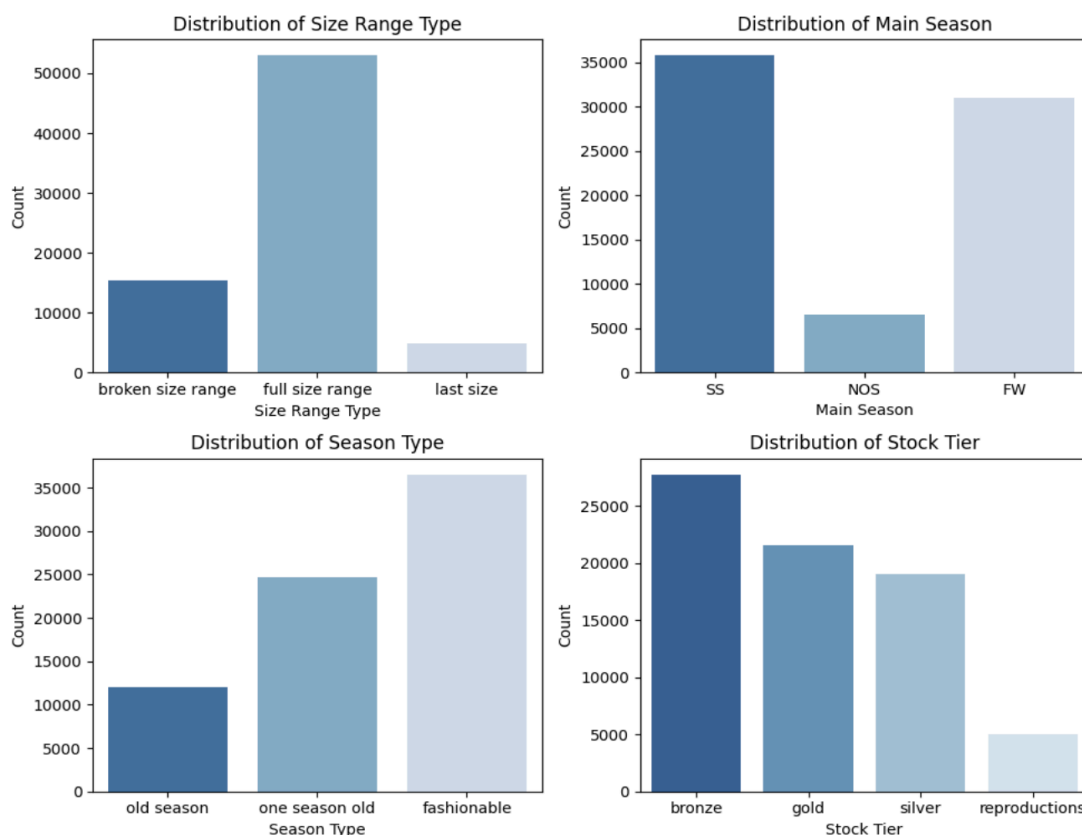 Distribution of Size Range Type
50000
40000
30000
20000
10000
0
Count
broken size range
full size range
last size
Size Range Type
Distribution of Main Season
35000
30000
25000
20000
15000
10000
5000
0
Count
SS
NOS
FW
Main Season
Distribution of Season Type
35000
30000
25000
20000
15000
10000
5000
0
Count
old season
one season old
fashionable
Season Type
Distribution of Stock Tier
25000
20000
15000
10000
5000
0
Count
bronze
gold
silver
reproductions
Stock Tier